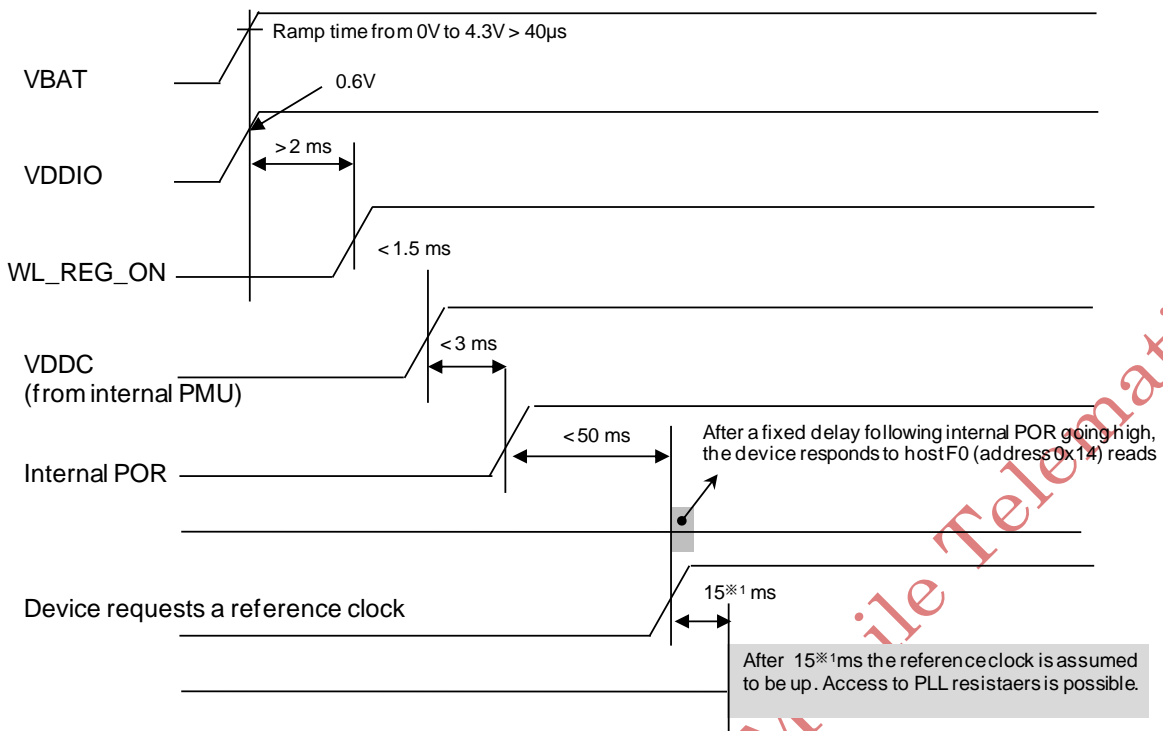 Ramp time from 0V to 4.3V > 40µs
VBAT
0.6V
VDDIO
>2 ms
WL_REG_ON
<1.5 ms
VDDC
(from internal PMU)
<3 ms
Internal POR
<50 ms
After a fixed delay following internal POR going high,
the device responds to host F0 (address 0x14) reads
Device requests a reference clock
15※1 ms
After 15※1ms the reference clock is assumed
to be up. Access to PLL resistaers is possible.